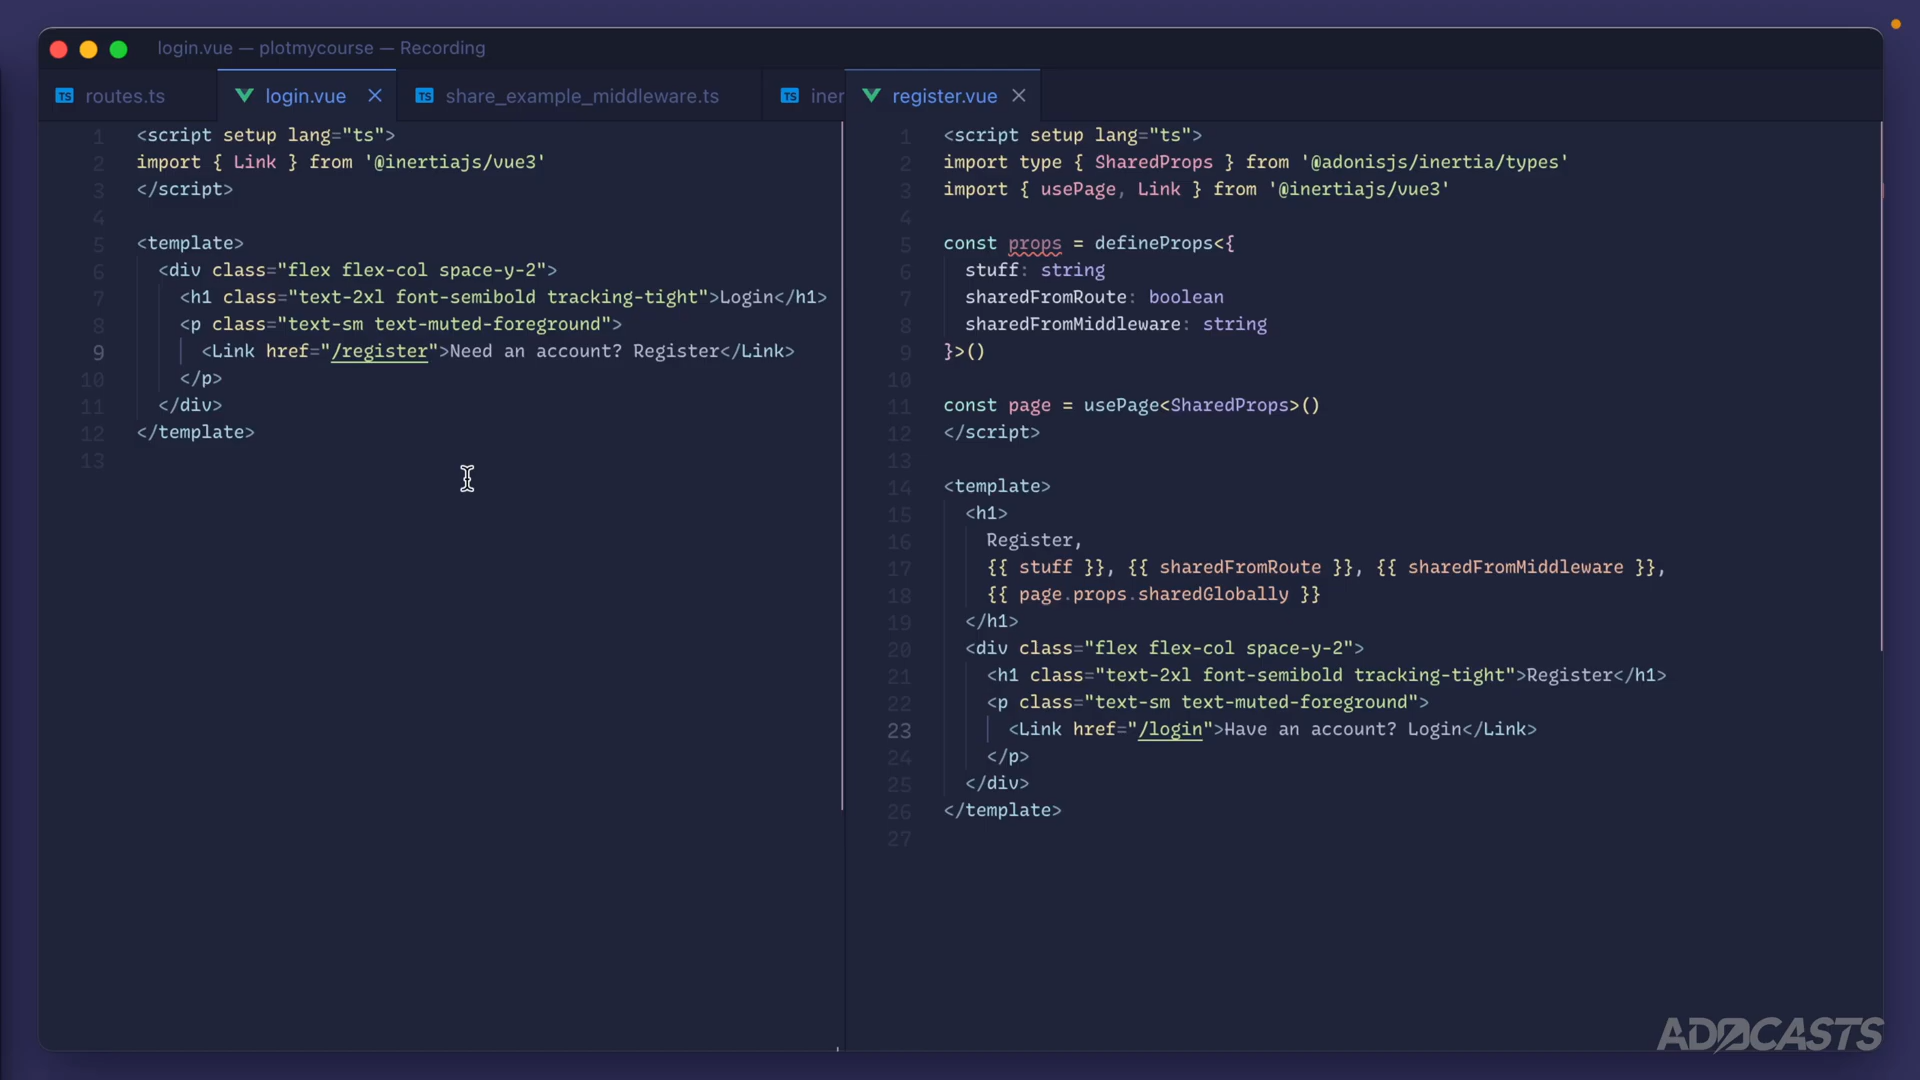 login.vue — plotmycourse — Recording
routes.ts
login.vue
share_example_middleware.ts
iner
1 <script setup lang="ts">
2 import { Link } from '@inertiajs/vue3'
3 </script>
4
5 <template>
6 <div class="flex flex-col space-y-2">
7 <h1 class="text-2xl font-semibold tracking-tight">Login</h1>
8 <p class="text-sm text-muted-foreground">
9 <Link href="/register">Need an account? Register</Link>
10 </p>
11 </div>
12 </template>
13
register.vue
1 <script setup lang="ts">
2 import type { SharedProps } from '@adonisjs/inertia/types'
3 import { usePage, Link } from '@inertiajs/vue3'
4
5 const props = defineProps<{
6 stuff: string
7 sharedFromRoute: boolean
8 sharedFromMiddleware: string
9 }>()
10
11 const page = usePage<SharedProps>()
12 </script>
13
14 <template>
15 <h1>
16 Register,
17 {{ stuff }}, {{ sharedFromRoute }}, {{ sharedFromMiddleware }},
18 {{ page.props.sharedGlobally }}
19 </h1>
20 <div class="flex flex-col space-y-2">
21 <h1 class="text-2xl font-semibold tracking-tight">Register</h1>
22 <p class="text-sm text-muted-foreground">
23 <Link href="/login">Have an account? Login</Link>
24 </p>
25 </div>
26 </template>
27
ADOCASTS